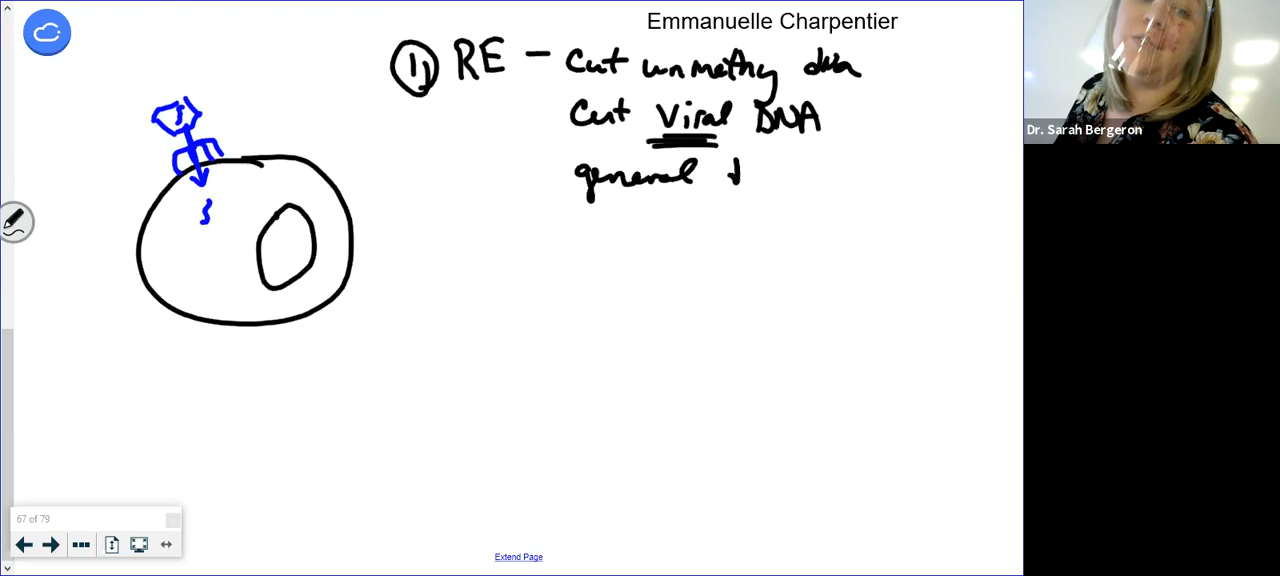 Emmanuelle Charpentier
① RE - Cut unmethy dna
Cut Viral DNA
general
Dr. Sarah Bergeron
67 of 79
Extend Page